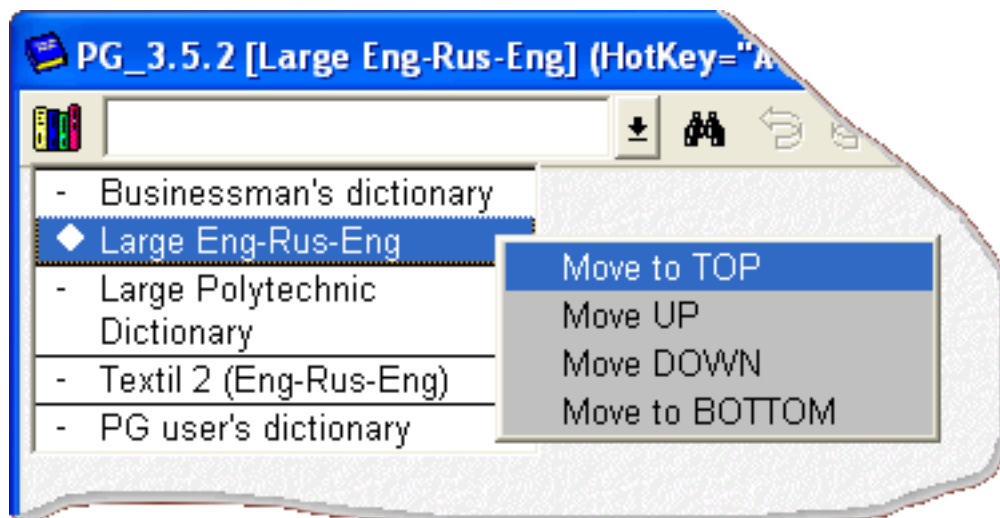 PG_3.5.2 [Large Eng-Rus-Eng] (HotKey="A
- Businessman's dictionary
Large Eng-Rus-Eng
- Large Polytechnic
Dictionary
- Textil 2 (Eng-Rus-Eng)
- PG user's dictionary
Move to TOP
Move UP
Move DOWN
Move to BOTTOM